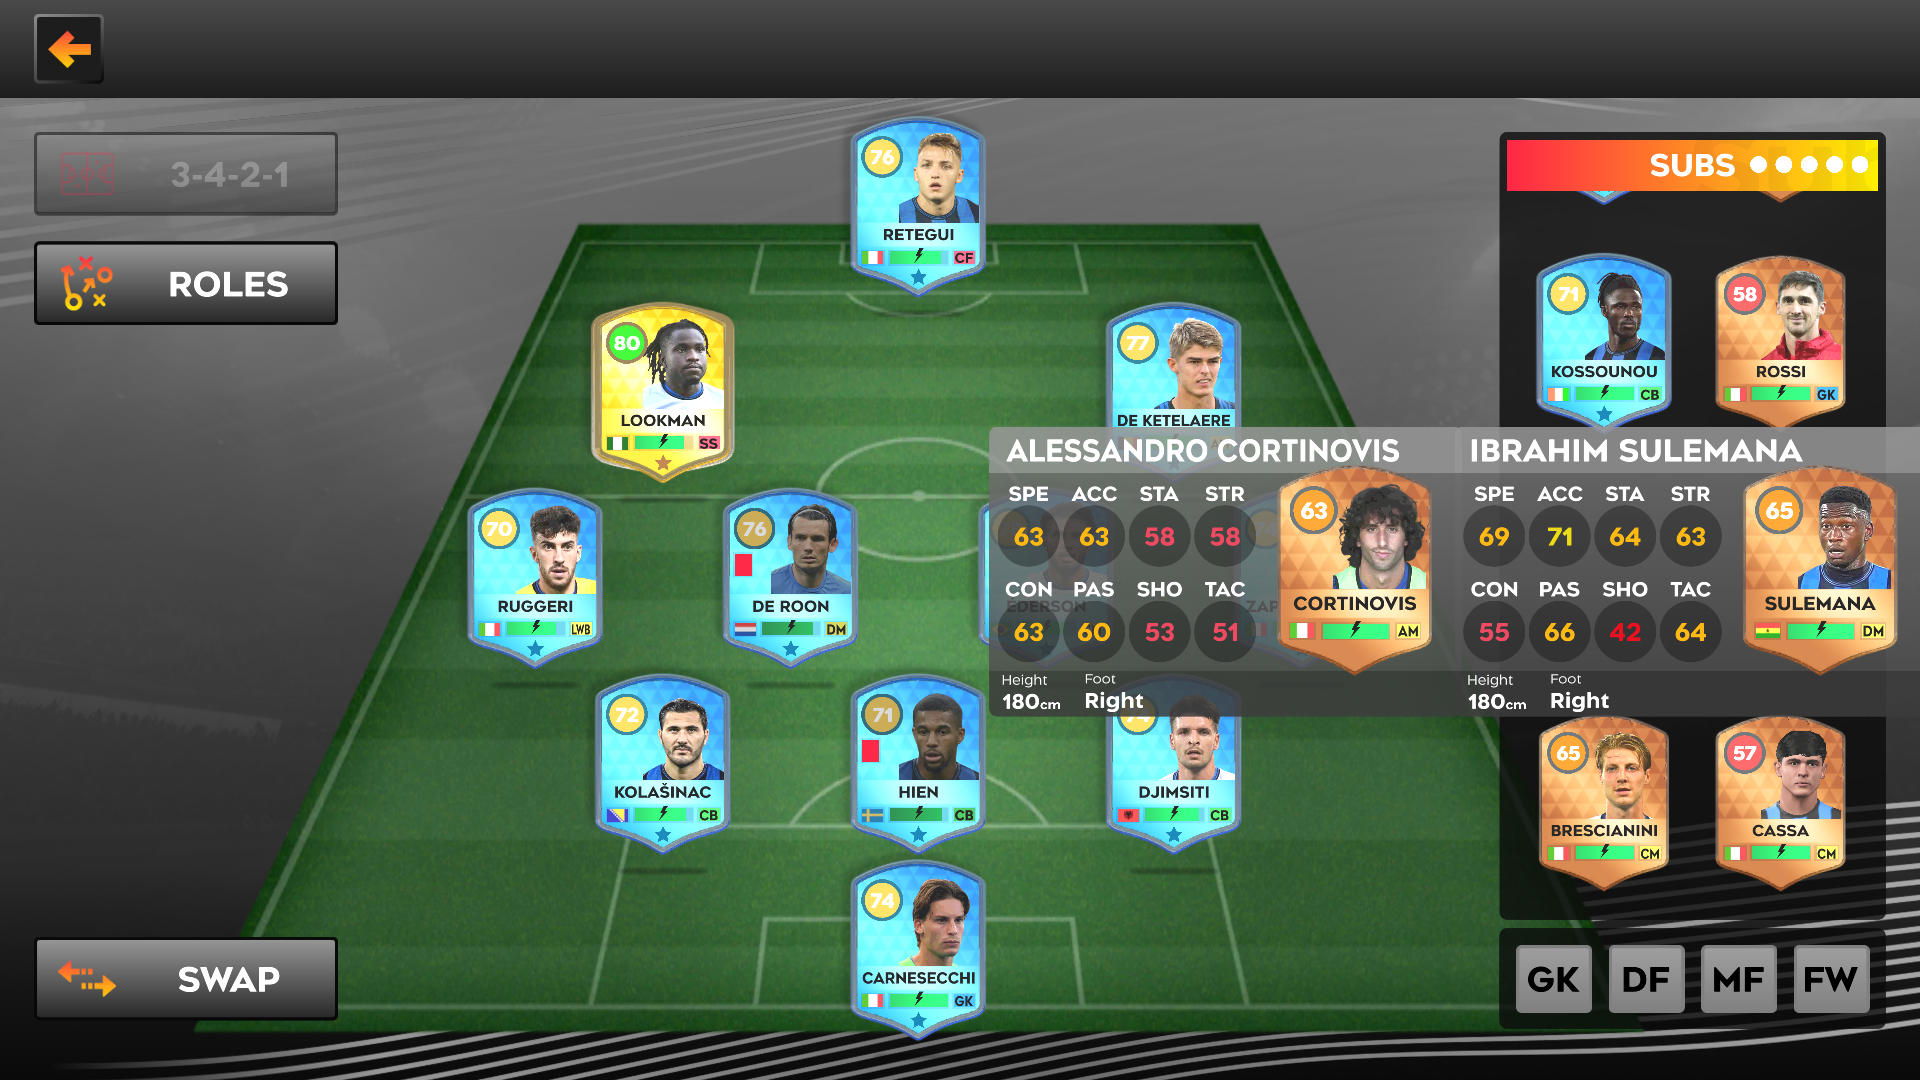 3-4-2-1
ROLES
SWAP
76
RETEGUI
CF
80
LOOKMAN
SS
77
DE KETELAERE
70
RUGGERI
LWB
76
DE ROON
DM
EDERSON
72
KOLAŠINAC
CB
71
HIEN
CB
74
DJIMSITI
CB
74
CARNESECCHI
GK
ALESSANDRO CORTINOVIS
SPE ACC STA STR
63 63 58 58
CON PAS SHO TAC
63 60 53 51
Height Foot
180cm Right
63
CORTINOVIS
AM
IBRAHIM SULEMANA
SPE ACC STA STR
69 71 64 63
CON PAS SHO TAC
55 66 42 64
Height Foot
180cm Right
65
SULEMANA
DM
SUBS
71
KOSSOUNOU
CB
58
ROSSI
GK
65
BRESCIANINI
CM
57
CASSA
CM
GK DF MF FW